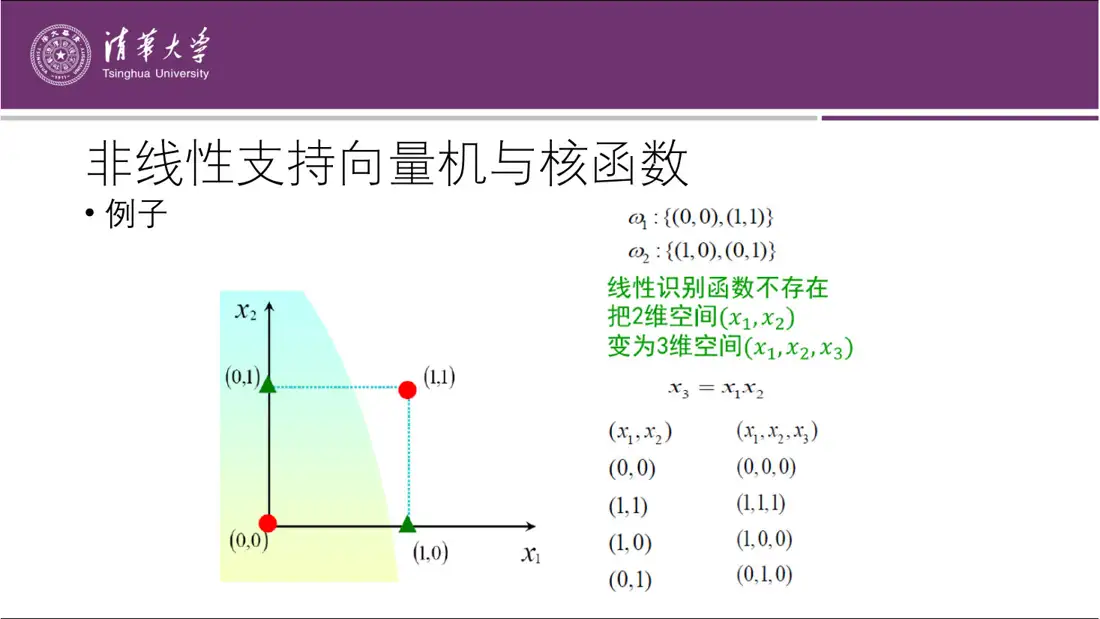 清华大学
Tsinghua University
非线性支持向量机与核函数
• 例子
x₂
(0,1)
(1,1)
(0,0)
(1,0)
x₁
ω₁ : {(0,0),(1,1)}
ω₂ : {(1,0),(0,1)}
线性识别函数不存在
把2维空间(x₁,x₂)
变为3维空间(x₁,x₂,x₃)
x₃ = x₁x₂
(x₁,x₂) (x₁,x₂,x₃)
(0,0) (0,0,0)
(1,1) (1,1,1)
(1,0) (1,0,0)
(0,1) (0,1,0)